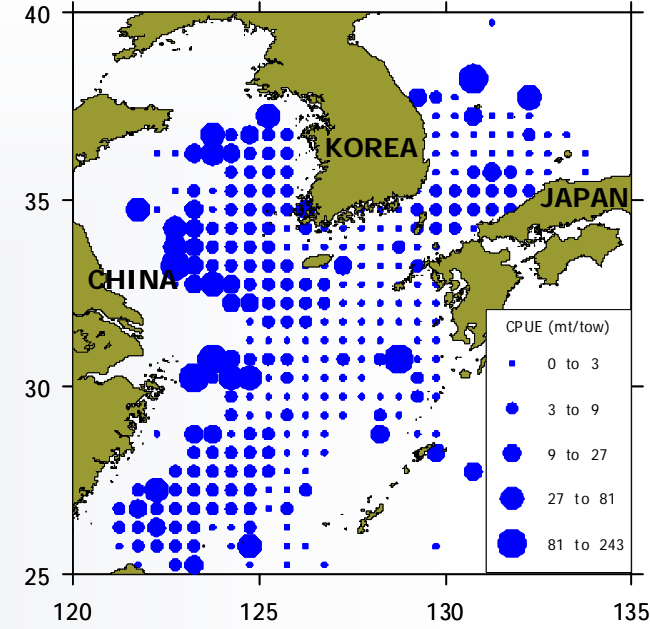 40
KOREA
35
JAPAN
CHINA
CPUE (mt/tow)
0 to 3
30
3 to 9
9 to 27
27 to 81
81 to 243
25
120 125 130 135